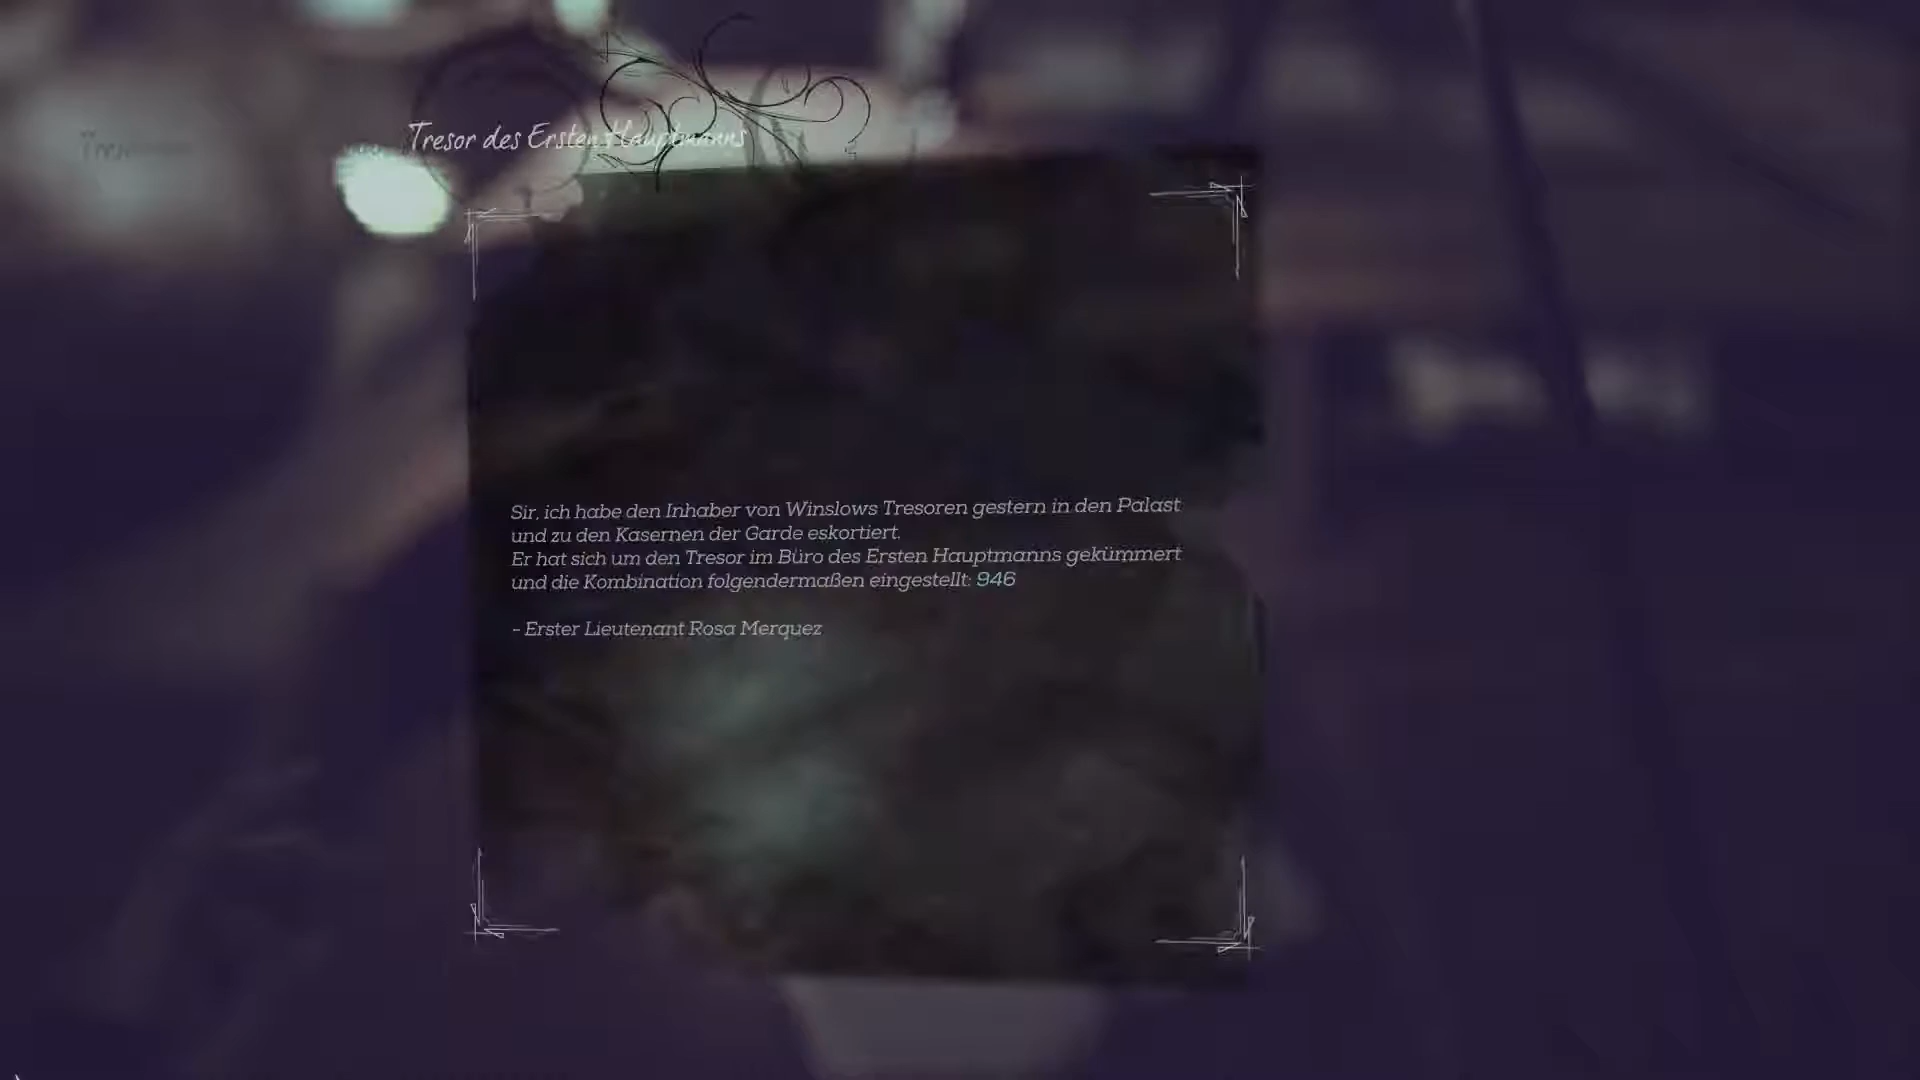 Tresor des Ersten Hauptmanns
Sir, ich habe den Inhaber von Winslows Tresoren gestern in den Palast
und zu den Kasernen der Garde eskortiert.
Er hat sich um den Tresor im Büro des Ersten Hauptmanns gekümmert
und die Kombination folgendermaßen eingestellt: 946
- Erster Lieutenant Rosa Merquez